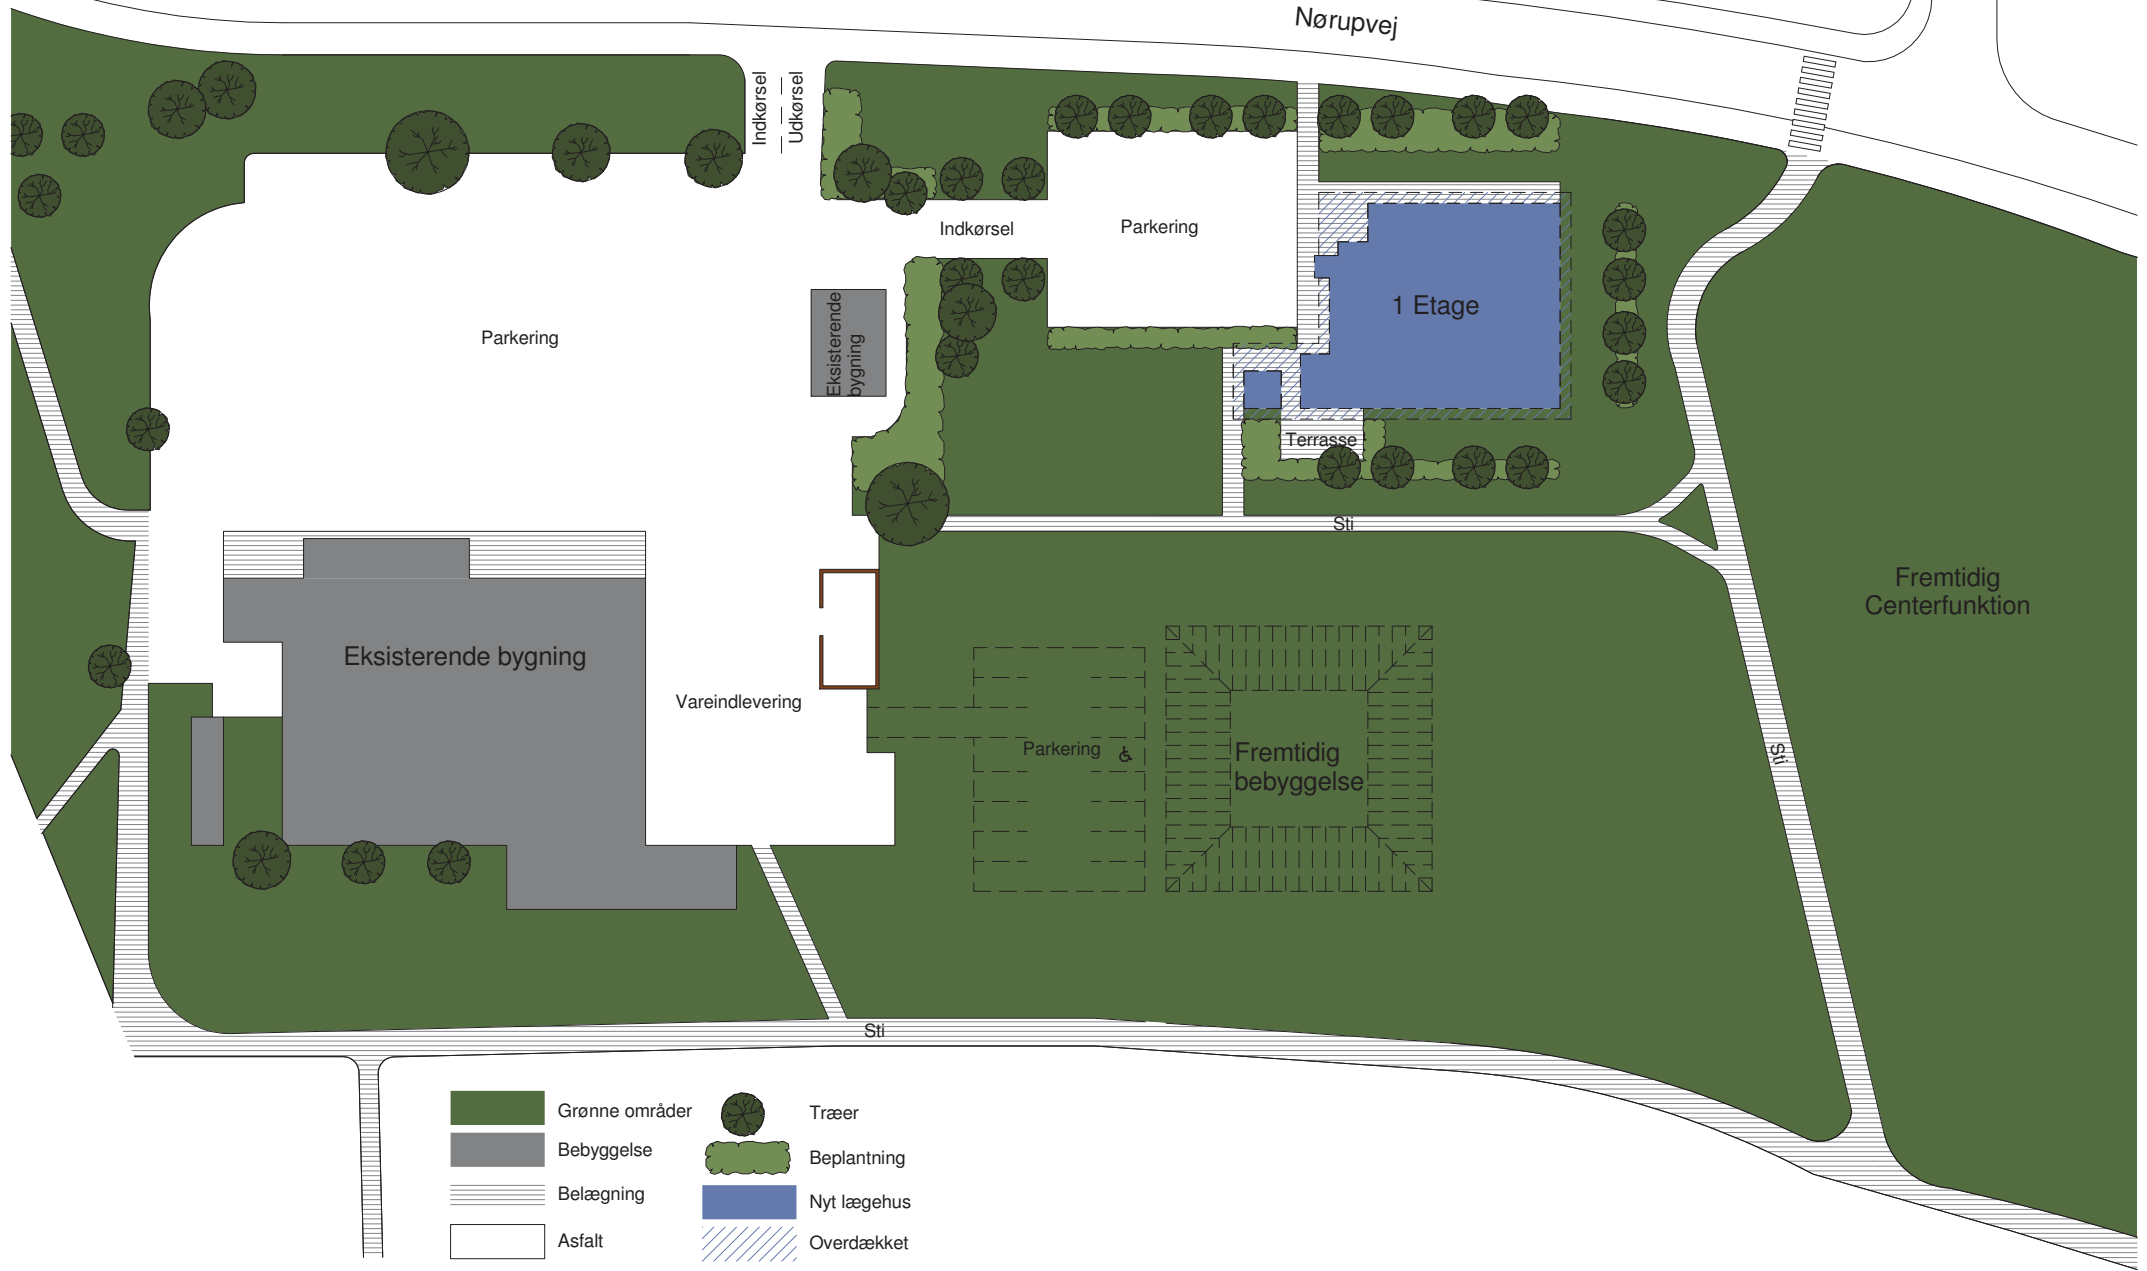 Nørupvej
Indkørsel
Udkørsel
Indkørsel
Parkering
1 Etage
Eksisterende
bygning
Parkering
Terrasse
Sti
Fremtidig
Centerfunktion
Eksisterende bygning
Vareindlevering
Parkering
Fremtidig
bebyggelse
Sti
Sti
Grønne områder
Bebyggelse
Belægning
Asfalt
Træer
Beplantning
Nyt lægehus
Overdækket